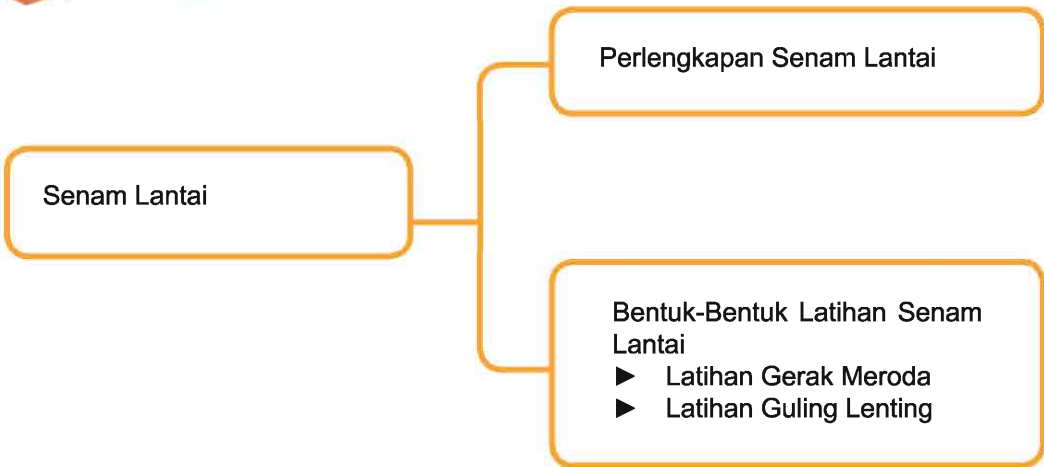 Perlengkapan Senam Lantai
Senam Lantai
Bentuk-Bentuk Latihan Senam
Lantai
► Latihan Gerak Meroda
► Latihan Guling Lenting